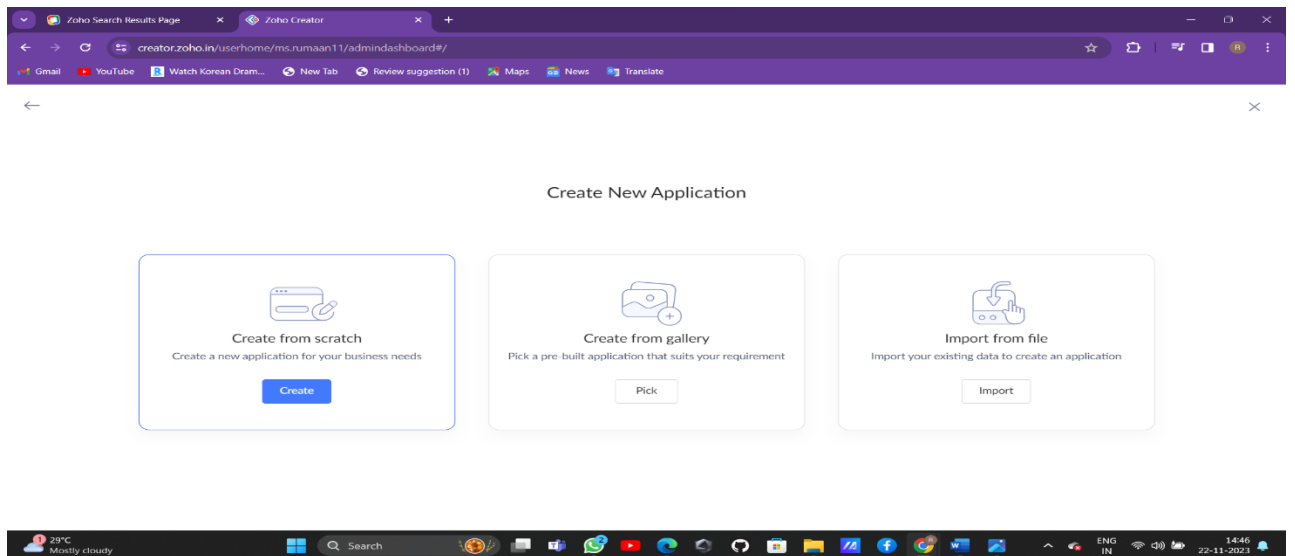 Zoho Search Results Page
Zoho Creator
creator.zoho.in/userhome/ms.rumaan11/admindashboard#/
B
Gmail YouTube Watch Korean Dram... New Tab Review suggestion (1) Maps News Translate
Create New Application
Create from scratch
Create a new application for your business needs
Create
Create from gallery
Pick a pre-built application that suits your requirement
Pick
Import from file
Import your existing data to create an application
Import
1
29°C
Mostly cloudy
Search
ENG
IN
14:46
22-11-2023